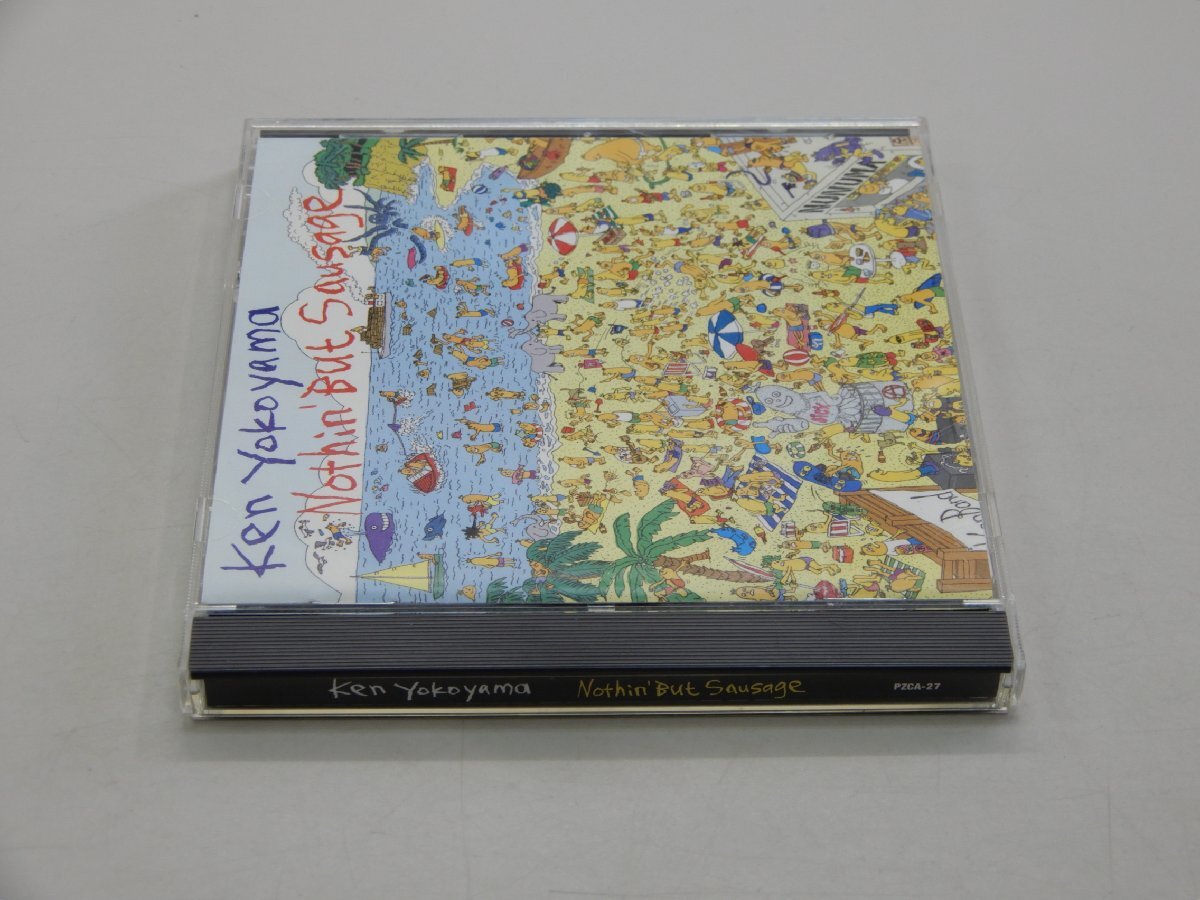 Ken Yokoyama
Nothin' But Sausage
Ken Yokoyama Nothin' But Sausage PZCA-27